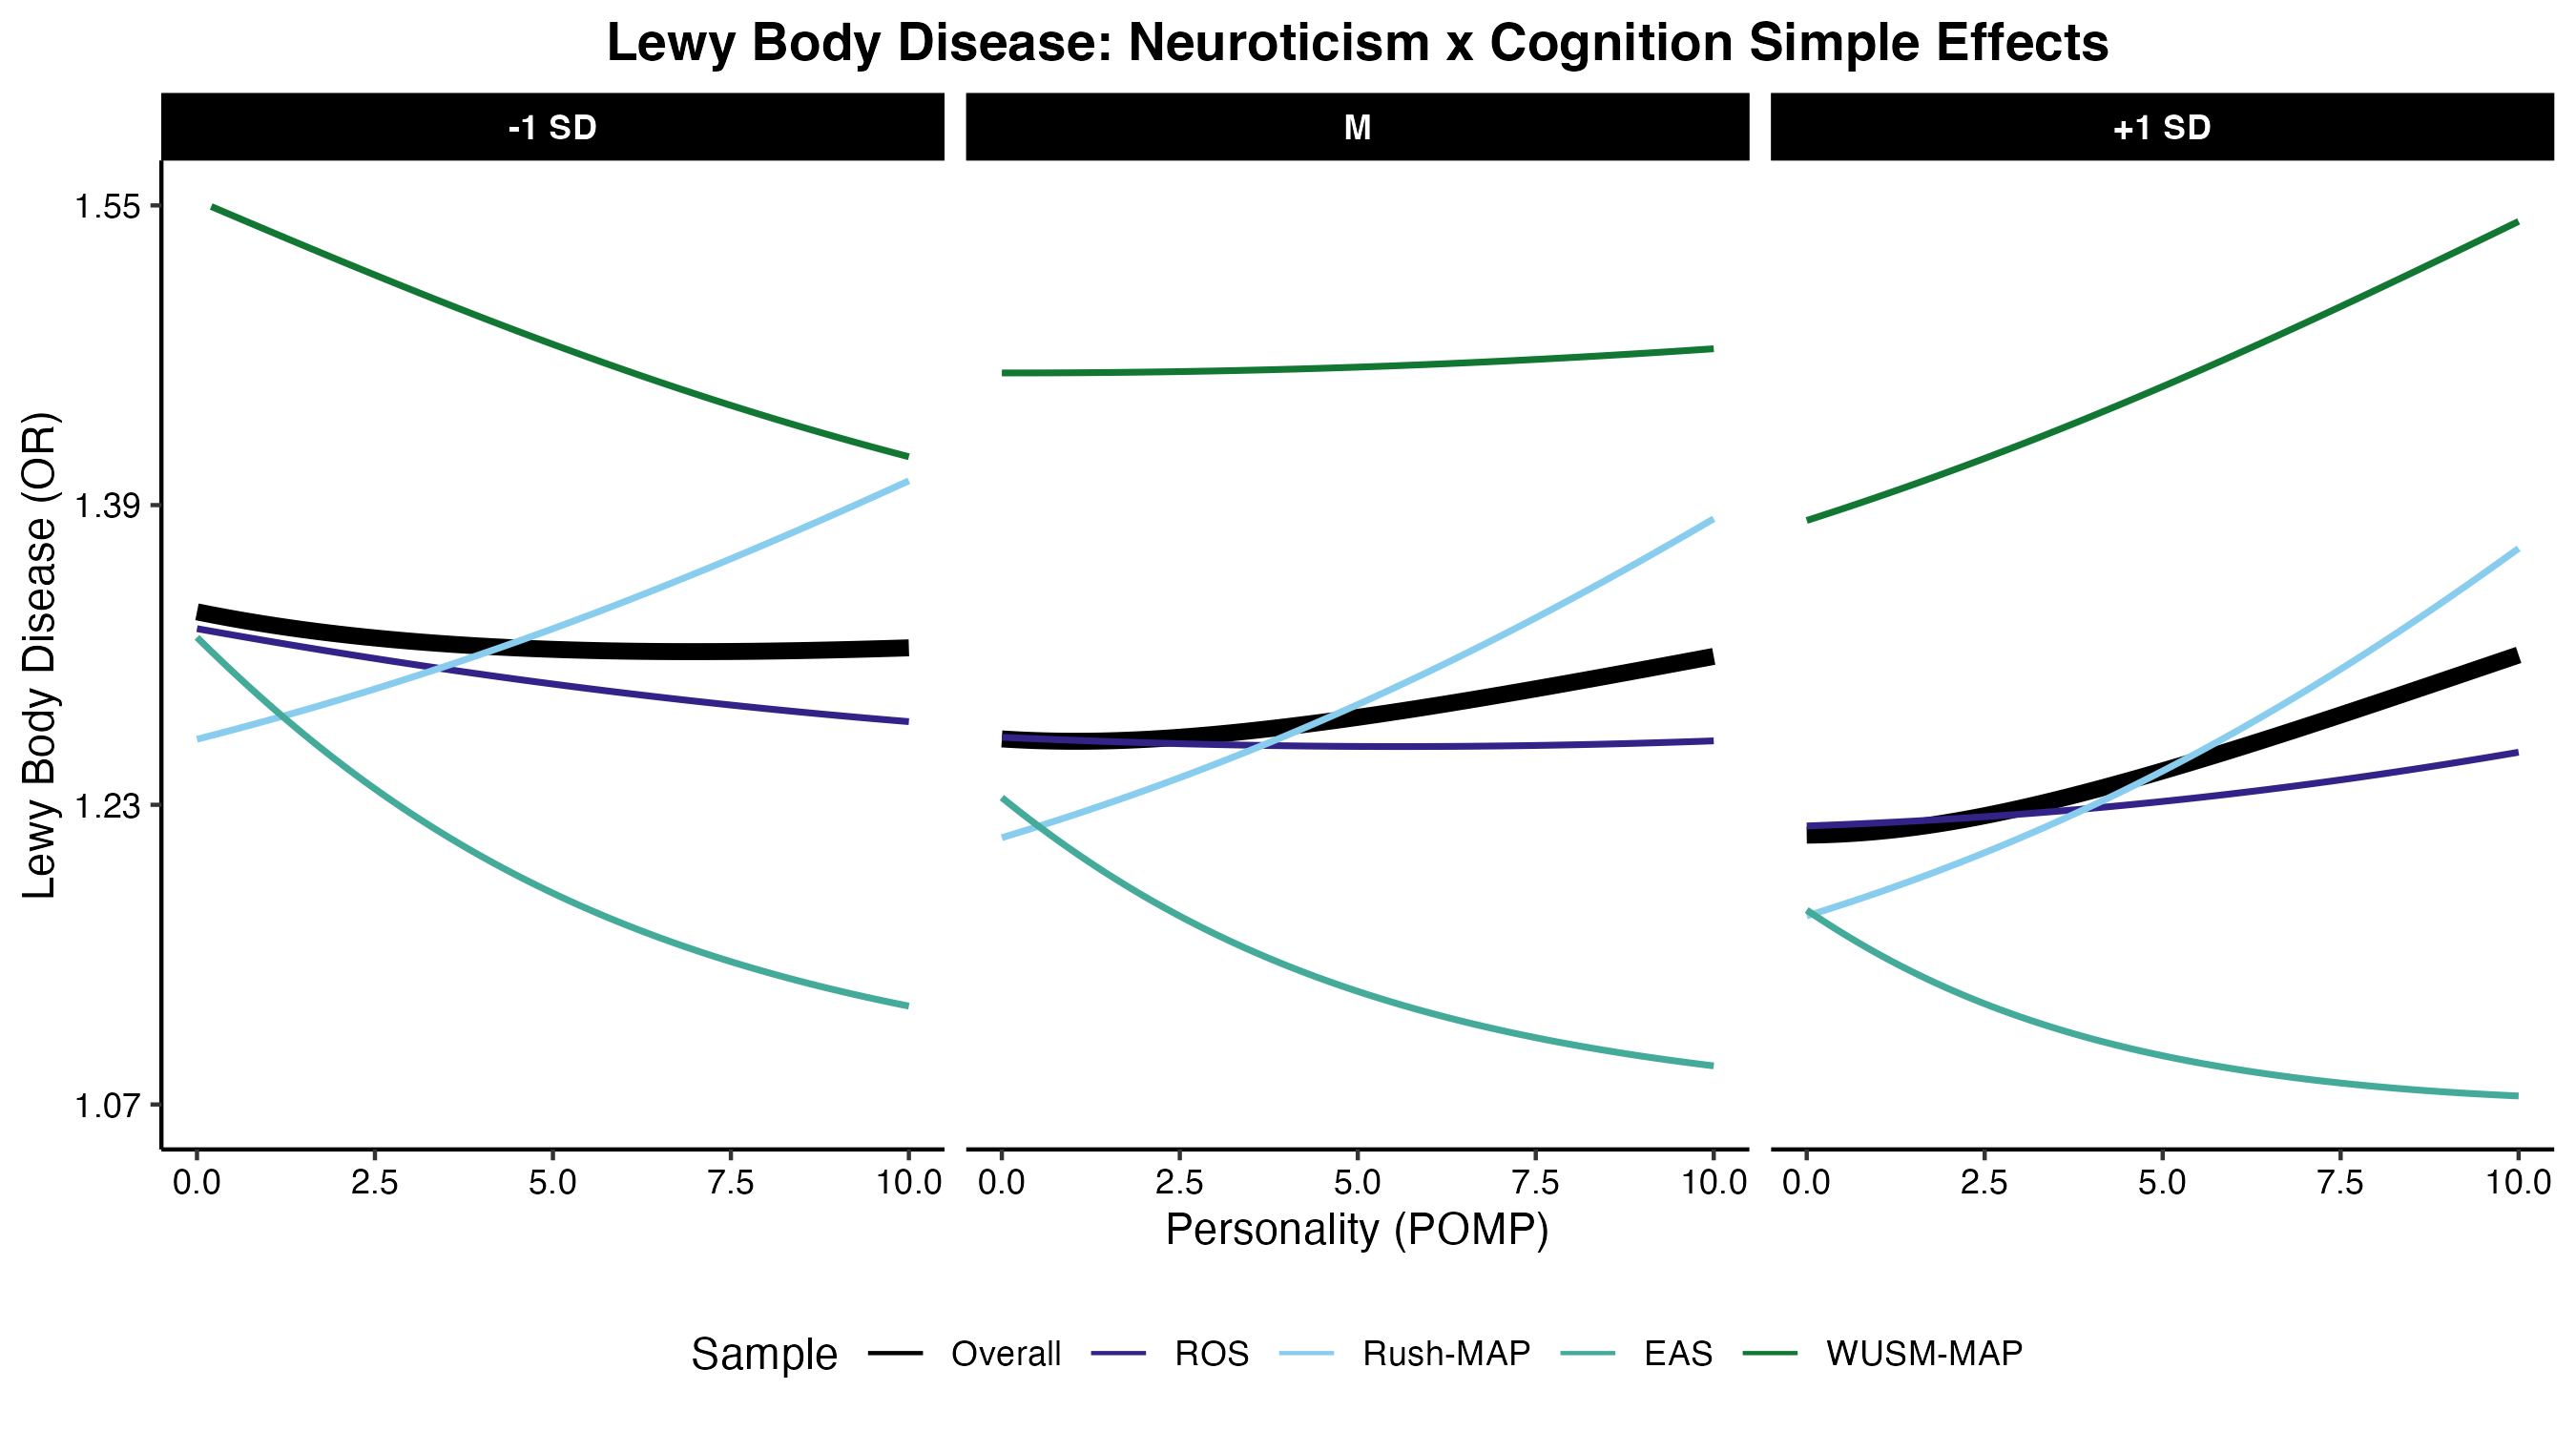 Lewy Body Disease: Neuroticism x Cognition Simple Effects
-1 SD
M
+1 SD
Lewy Body Disease (OR)
1.55
1.39
1.23
1.07
0.0 2.5 5.0 7.5 10.0
0.0 2.5 5.0 7.5 10.0
0.0 2.5 5.0 7.5 10.0
Personality (POMP)
Sample Overall ROS Rush-MAP EAS WUSM-MAP